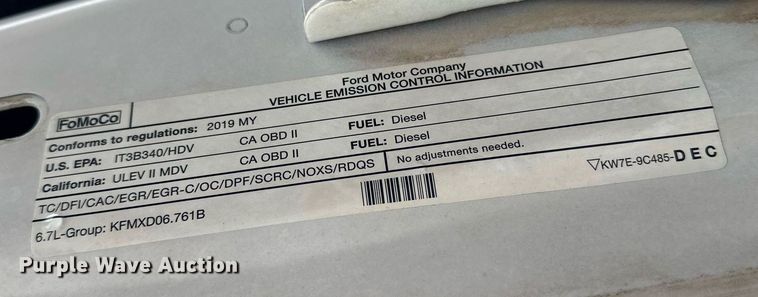 FoMoCo
Ford Motor Company
VEHICLE EMISSION CONTROL INFORMATION
Conforms to regulations: 2019 MY
U.S. EPA: IT3B340/HDV CA OBD II FUEL: Diesel
California: ULEV II MDV CA OBD II FUEL: Diesel
TC/DFI/CAC/EGR/EGR-C/OC/DPF/SCRC/NOXS/RDQS No adjustments needed.
6.7L-Group: KFMXD06.761B
▽KW7E-9C485-DEC
Purple Wave Auction